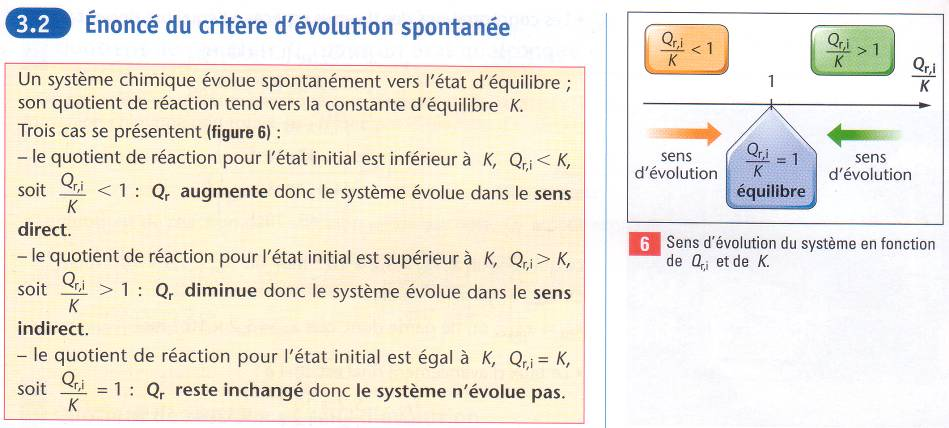 3.2 Énoncé du critère d'évolution spontanée
Un système chimique évolue spontanément vers l'état d'équilibre ;
son quotient de réaction tend vers la constante d'équilibre K.
Trois cas se présentent (figure 6) :
– le quotient de réaction pour l'état initial est inférieur à K, Qr,i < K,
soit Qr,i/K < 1 : Qr augmente donc le système évolue dans le sens
direct.
– le quotient de réaction pour l'état initial est supérieur à K, Qr,i > K,
soit Qr,i/K > 1 : Qr diminue donc le système évolue dans le sens
indirect.
– le quotient de réaction pour l'état initial est égal à K, Qr,i = K,
soit Qr,i/K = 1 : Qr reste inchangé donc le système n'évolue pas.
Qr,i/K < 1
Qr,i/K > 1
1
Qr,i/K
sens
d'évolution
Qr,i/K = 1
équilibre
sens
d'évolution
6 Sens d'évolution du système en fonction
de Qr,i et de K.